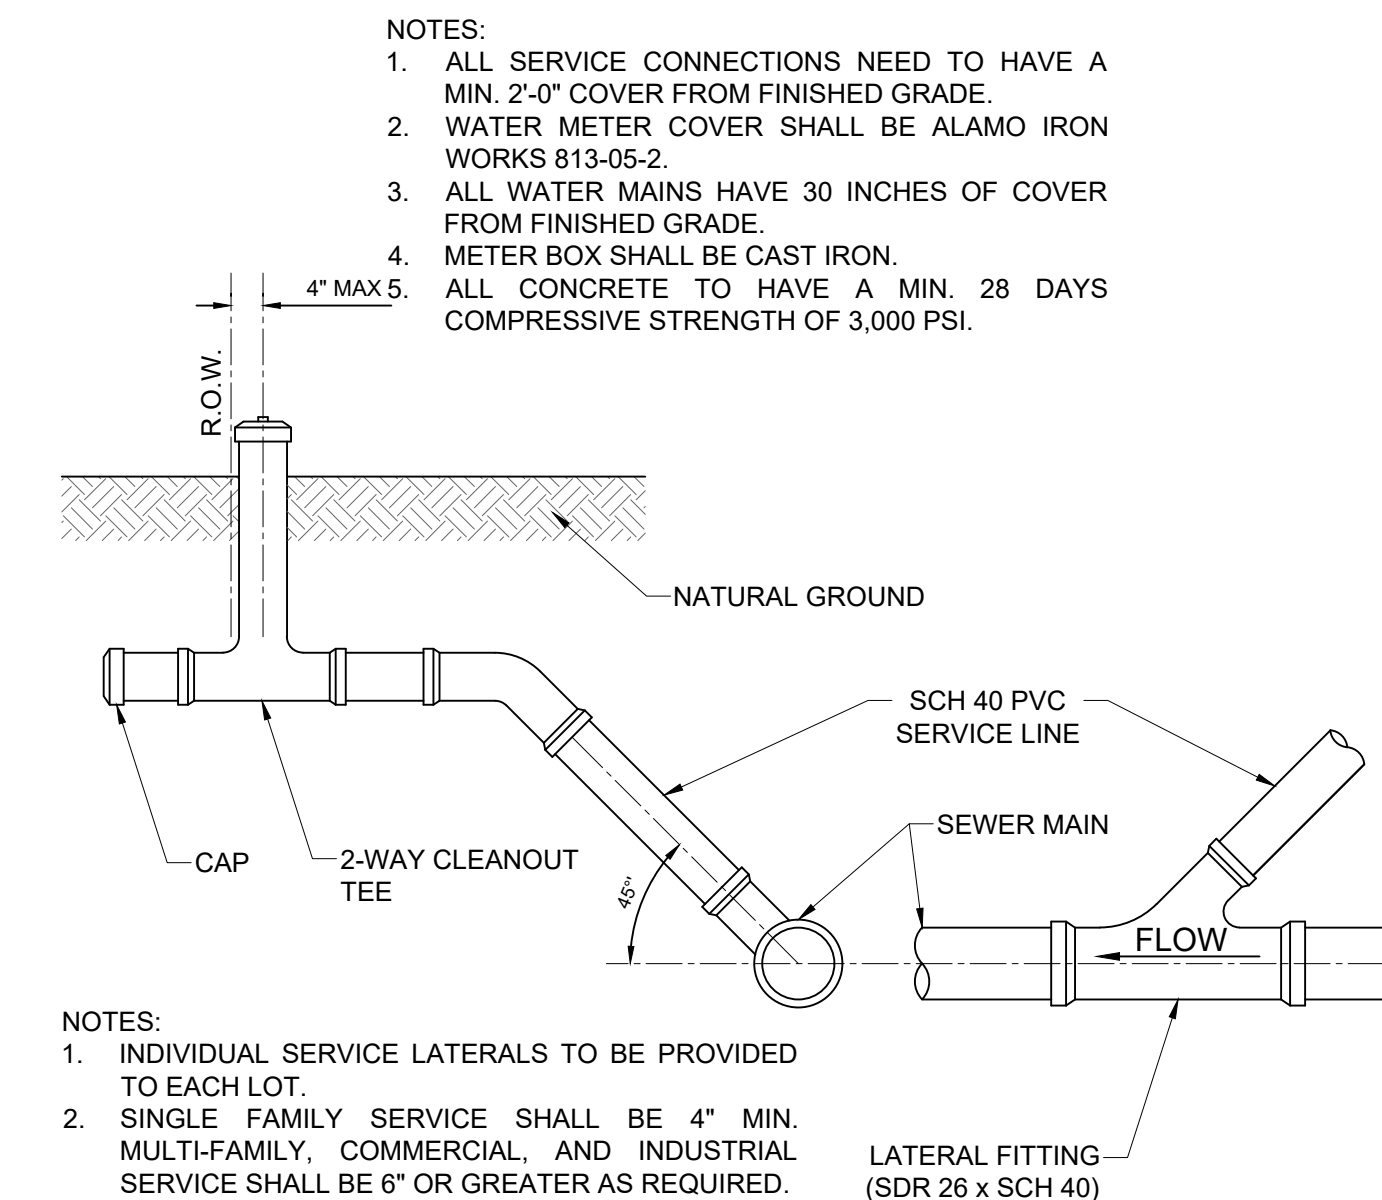 NOTES:
1. ALL SERVICE CONNECTIONS NEED TO HAVE A
MIN. 2'-0" COVER FROM FINISHED GRADE.
2. WATER METER COVER SHALL BE ALAMO IRON
WORKS 813-05-2.
3. ALL WATER MAINS HAVE 30 INCHES OF COVER
FROM FINISHED GRADE.
4. METER BOX SHALL BE CAST IRON.
5. ALL CONCRETE TO HAVE A MIN. 28 DAYS
COMPRESSIVE STRENGTH OF 3,000 PSI.
4" MAX
R.O.W.
NATURAL GROUND
SCH 40 PVC
SERVICE LINE
SEWER MAIN
CAP
2-WAY CLEANOUT
TEE
45°'
FLOW
NOTES:
1. INDIVIDUAL SERVICE LATERALS TO BE PROVIDED
TO EACH LOT.
2. SINGLE FAMILY SERVICE SHALL BE 4" MIN.
MULTI-FAMILY, COMMERCIAL, AND INDUSTRIAL
SERVICE SHALL BE 6" OR GREATER AS REQUIRED.
LATERAL FITTING
(SDR 26 x SCH 40)